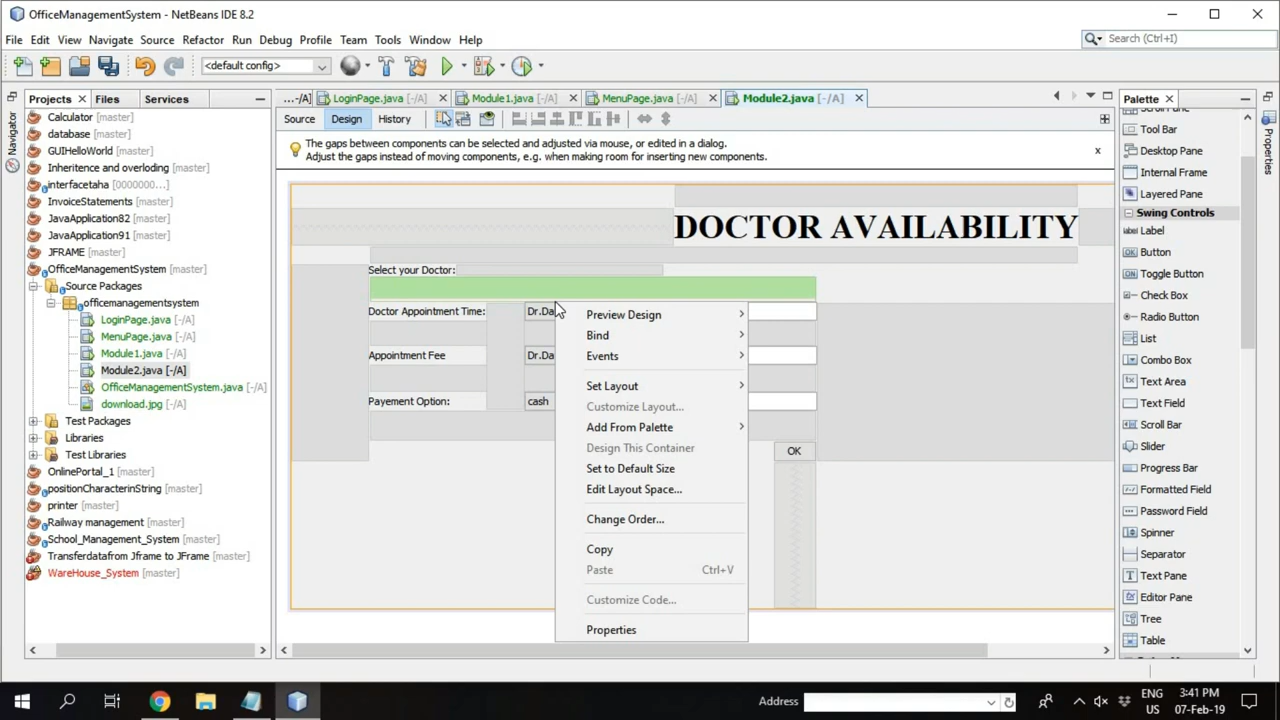 OfficeManagementSystem - NetBeans IDE 8.2
File Edit View Navigate Source Refactor Run Debug Profile Team Tools Window Help
Search (Ctrl+I)
<default config>
Projects Files Services
...-/A] LoginPage.java [-/A] Module1.java [-/A] MenuPage.java [-/A] Module2.java [-/A]
Palette
Source Design History
Navigator
Properties
The gaps between components can be selected and adjusted via mouse, or edited in a dialog.
Adjust the gaps instead of moving components, e.g. when making room for inserting new components.
x
Calculator [master]
database [master]
GUIHelloWorld [master]
Inheritence and overloding [master]
interfacetaha [0000000...]
InvoiceStatements [master]
JavaApplication82 [master]
JavaApplication91 [master]
JFRAME [master]
OfficeManagementSystem [master]
Source Packages
officemanagementsystem
LoginPage.java [-/A]
MenuPage.java [-/A]
Module1.java [-/A]
Module2.java [-/A]
OfficeManagementSystem.java [-/A]
download.jpg [-/A]
Test Packages
Libraries
Test Libraries
OnlinePortal_1 [master]
positionCharacterinString [master]
printer [master]
Railway management [master]
School_Management_System [master]
Transferdatafrom Jframe to JFRAME [master]
WareHouse_System [master]
DOCTOR AVAILABILITY
Select your Doctor:
Doctor Appointment Time: Dr.Da
Appointment Fee Dr.Da
Payement Option: cash
OK
Preview Design
Bind
Events
Set Layout
Customize Layout...
Add From Palette
Design This Container
Set to Default Size
Edit Layout Space...
Change Order...
Copy
Paste Ctrl+V
Customize Code...
Properties
Tool Bar
Desktop Pane
Internal Frame
Layered Pane
Swing Controls
Label
Button
Toggle Button
Check Box
Radio Button
List
Combo Box
Text Area
Text Field
Scroll Bar
Slider
Progress Bar
Formatted Field
Password Field
Spinner
Separator
Text Pane
Editor Pane
Tree
Table
Address
ENG
US
3:41 PM
07-Feb-19